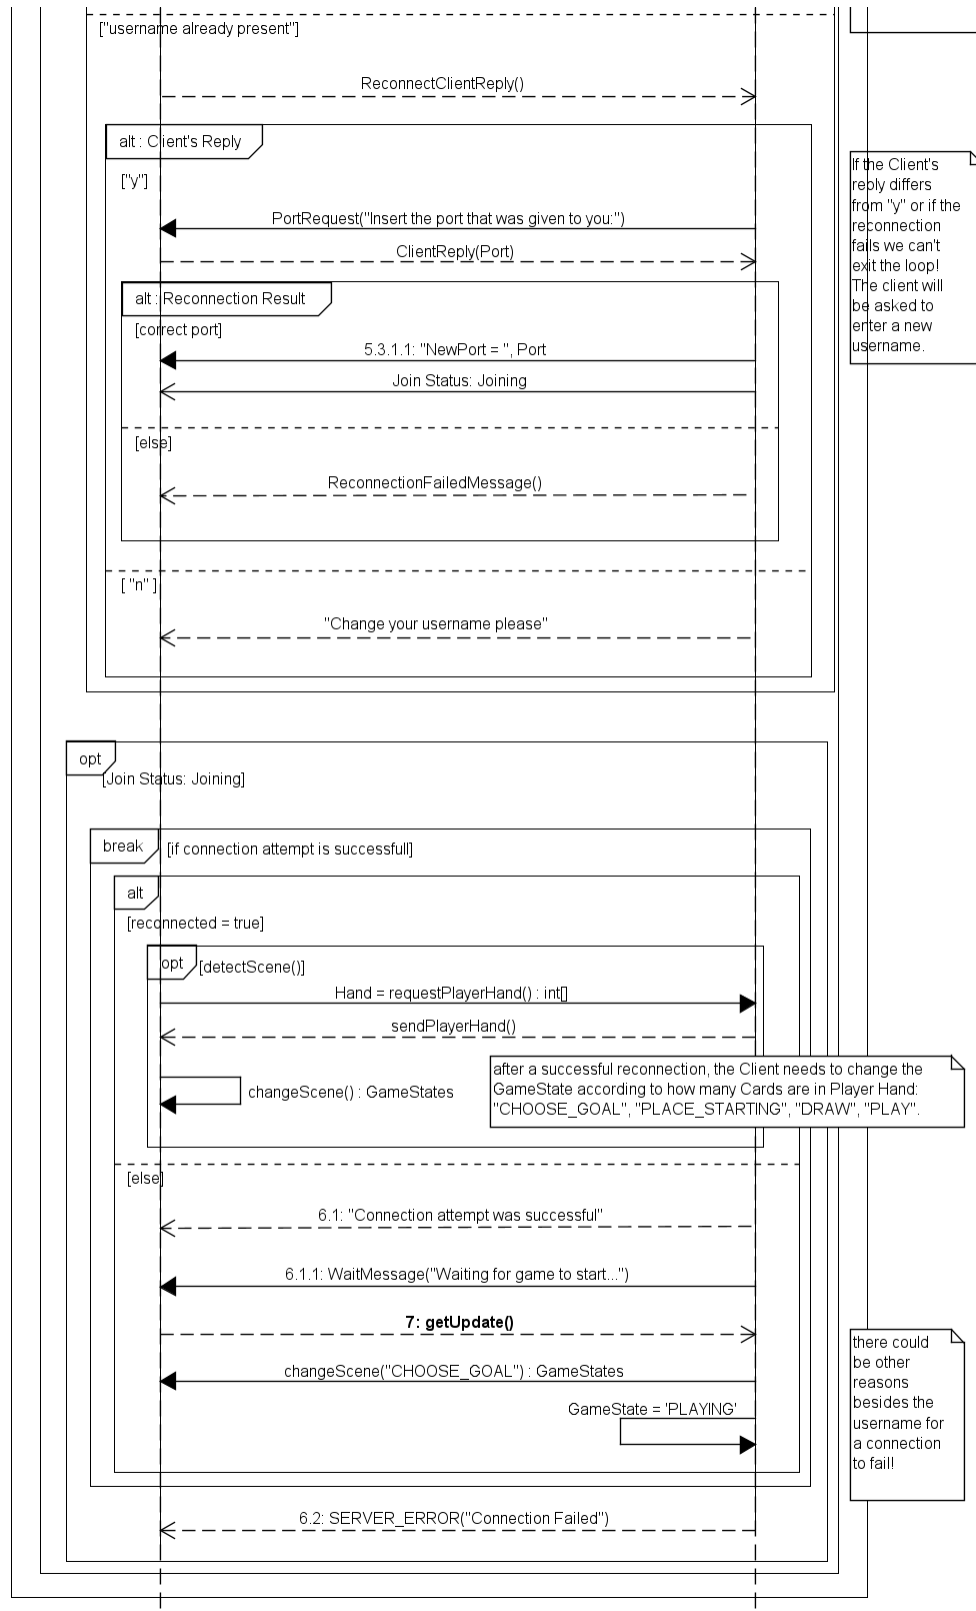 ["username already present"]
ReconnectClientReply()
alt : Client's Reply
["y"]
If the Client's
reply differs
from "y" or if the
reconnection
fails we can't
exit the loop!
The client will
be asked to
enter a new
username.
PortRequest("Insert the port that was given to you:")
ClientReply(Port)
alt : Reconnection Result
[correct port]
5.3.1.1: "NewPort = ", Port
Join Status: Joining
[else]
ReconnectionFailedMessage()
[ "n" ]
"Change your username please"
opt
[Join Status: Joining]
break
[if connection attempt is successfull]
alt
[reconnected = true]
opt
[detectScene()]
Hand = requestPlayerHand() : int[]
sendPlayerHand()
after a successful reconnection, the Client needs to change the
GameState according to how many Cards are in Player Hand:
"CHOOSE_GOAL", "PLACE_STARTING", "DRAW", "PLAY".
changeScene() : GameStates
[else]
6.1: "Connection attempt was successful"
6.1.1: WaitMessage("Waiting for game to start...")
7: getUpdate()
changeScene("CHOOSE_GOAL") : GameStates
GameState = 'PLAYING'
there could
be other
reasons
besides the
username for
a connection
to fail!
6.2: SERVER_ERROR("Connection Failed")